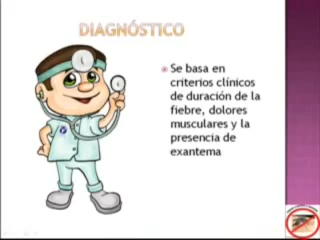 DIAGNÓSTICO
Se basa en
criterios clínicos
de duración de la
fiebre, dolores
musculares y la
presencia de
exantema